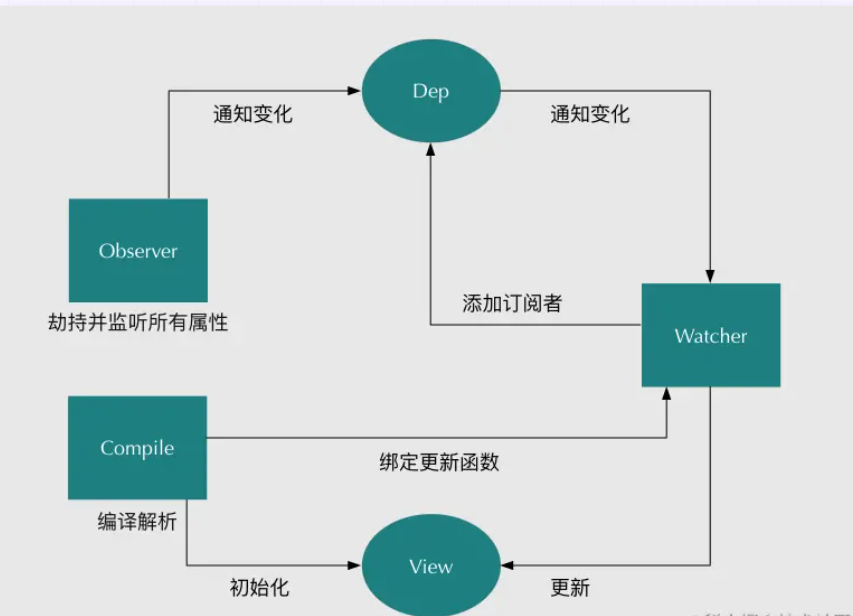 Dep
通知变化
通知变化
Observer
劫持并监听所有属性
添加订阅者
Watcher
Compile
绑定更新函数
编译解析
View
初始化
更新